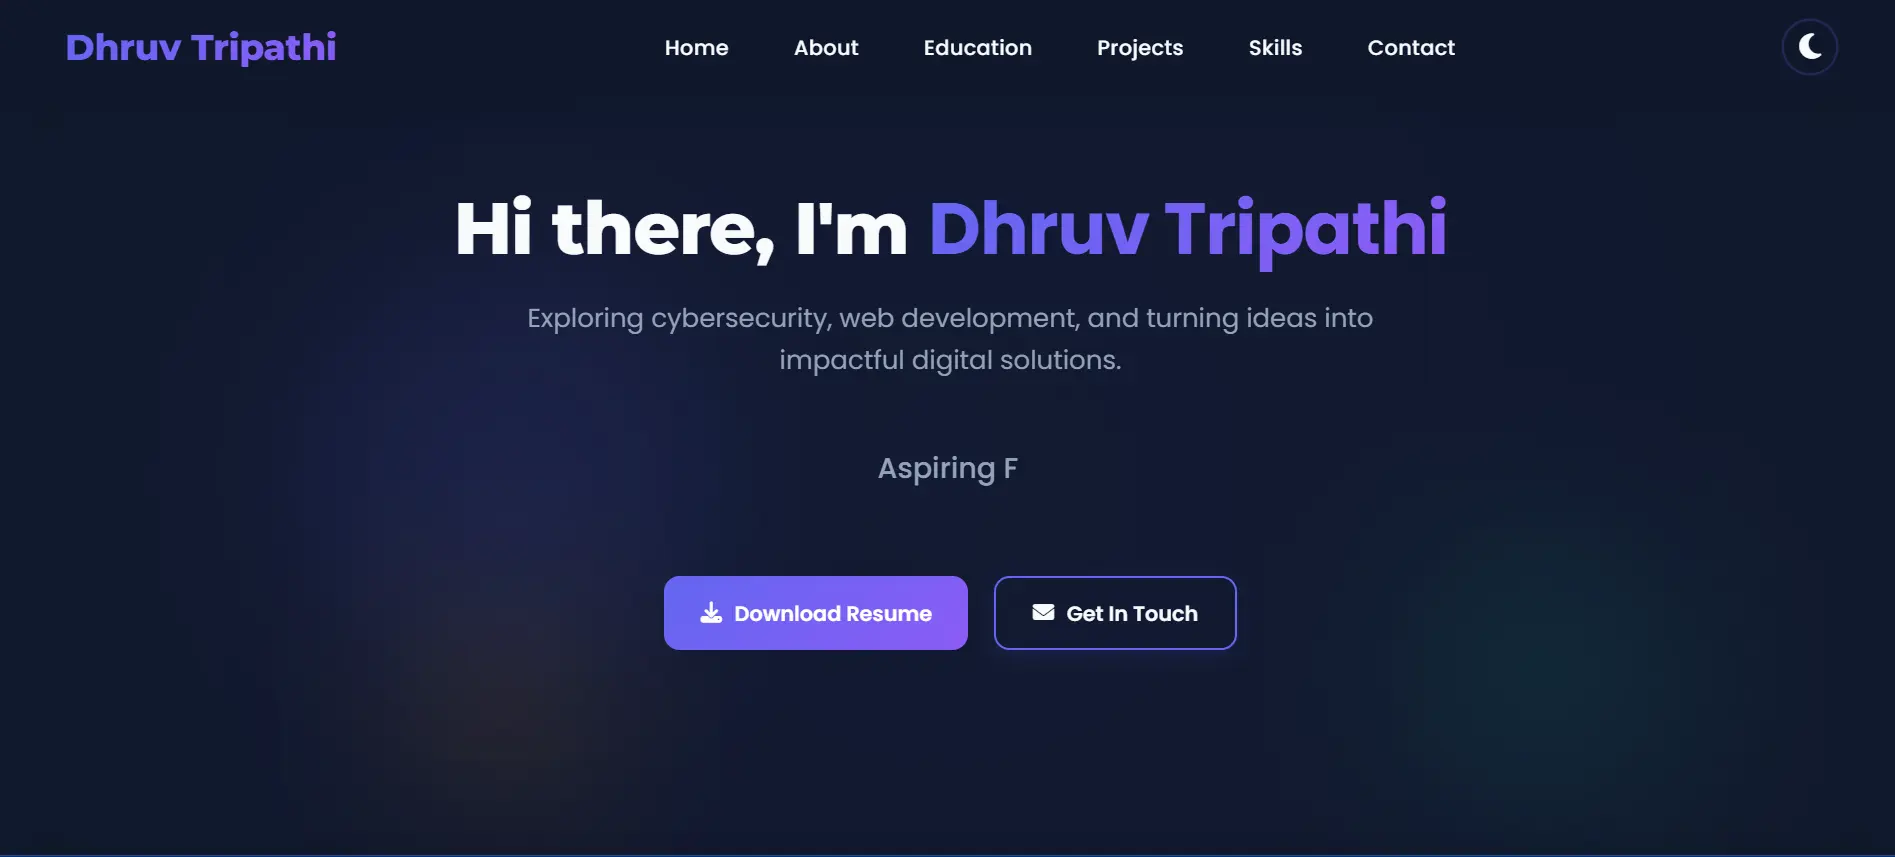 Dhruv Tripathi
Home
About
Education
Projects
Skills
Contact
Hi there, I'm Dhruv Tripathi
Exploring cybersecurity, web development, and turning ideas into
impactful digital solutions.
Aspiring F
Download Resume
Get In Touch